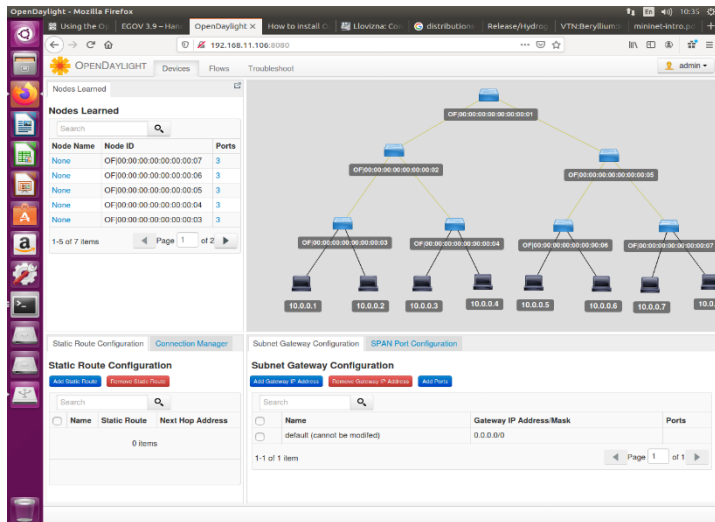 OpenDaylight - Mozilla Firefox
En
10:35
Using the Op
EGOV 3.9 – Han
OpenDaylight ×
How to install O
Llovizna: Cor
distributions
Release/Hydrog
VTN:Beryllium:
mininet-intro.pd
192.168.11.106:8080
OPENDAYLIGHT
Devices
Flows
Troubleshoot
admin
Nodes Learned
Nodes Learned
Search
Node Name Node ID Ports
None OF|00:00:00:00:00:00:00:07 3
None OF|00:00:00:00:00:00:00:06 3
None OF|00:00:00:00:00:00:00:05 3
None OF|00:00:00:00:00:00:00:04 3
None OF|00:00:00:00:00:00:00:03 3
1-5 of 7 items Page 1 of 2
OF|00:00:00:00:00:00:00:01
OF|00:00:00:00:00:00:00:02
OF|00:00:00:00:00:00:00:05
OF|00:00:00:00:00:00:00:03
OF|00:00:00:00:00:00:00:04
OF|00:00:00:00:00:00:00:06
OF|00:00:00:00:00:00:00:07
10.0.0.1
10.0.0.2
10.0.0.3
10.0.0.4
10.0.0.5
10.0.0.6
10.0.0.7
10.0.
Static Route Configuration
Connection Manager
Static Route Configuration
Add Static Route
Remove Static Route
Search
Name Static Route Next Hop Address
0 items
Subnet Gateway Configuration
SPAN Port Configuration
Subnet Gateway Configuration
Add Gateway IP Address
Remove Gateway IP Address
Add Ports
Search
Name Gateway IP Address/Mask Ports
default (cannot be modifed) 0.0.0.0/0
1-1 of 1 item Page 1 of 1